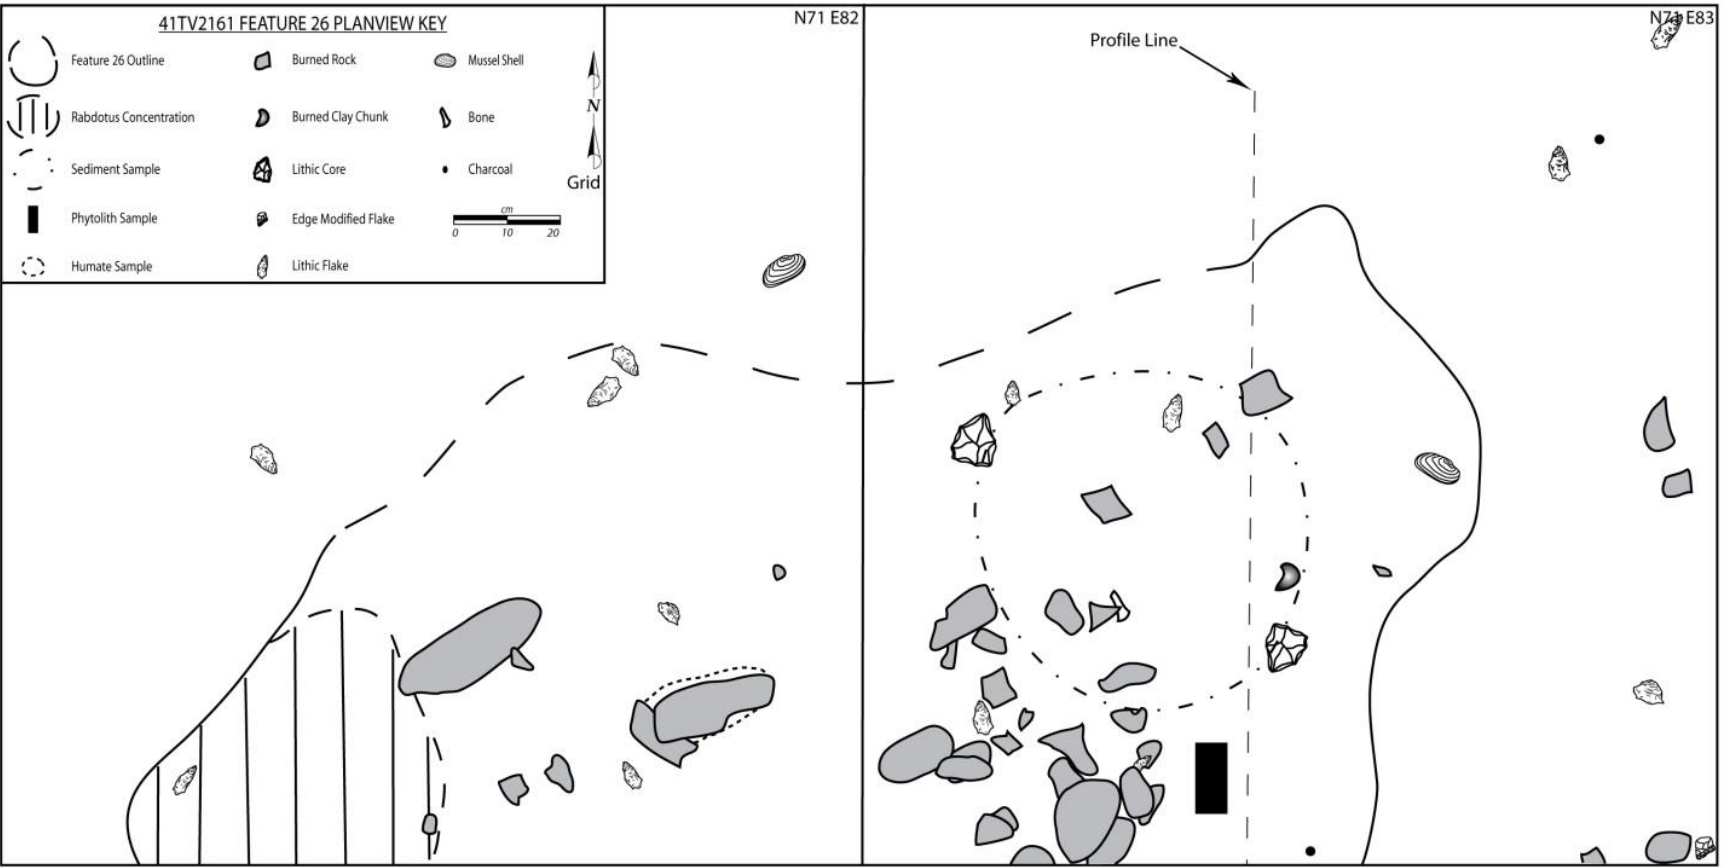 41TV2161 FEATURE 26 PLANVIEW KEY
Feature 26 Outline
Burned Rock
Mussel Shell
Rabdotus Concentration
Burned Clay Chunk
Bone
Sediment Sample
Lithic Core
Charcoal
Phytolith Sample
Edge Modified Flake
Humate Sample
Lithic Flake
N
Grid
cm
0 10 20
N71 E82
N71 E83
Profile Line